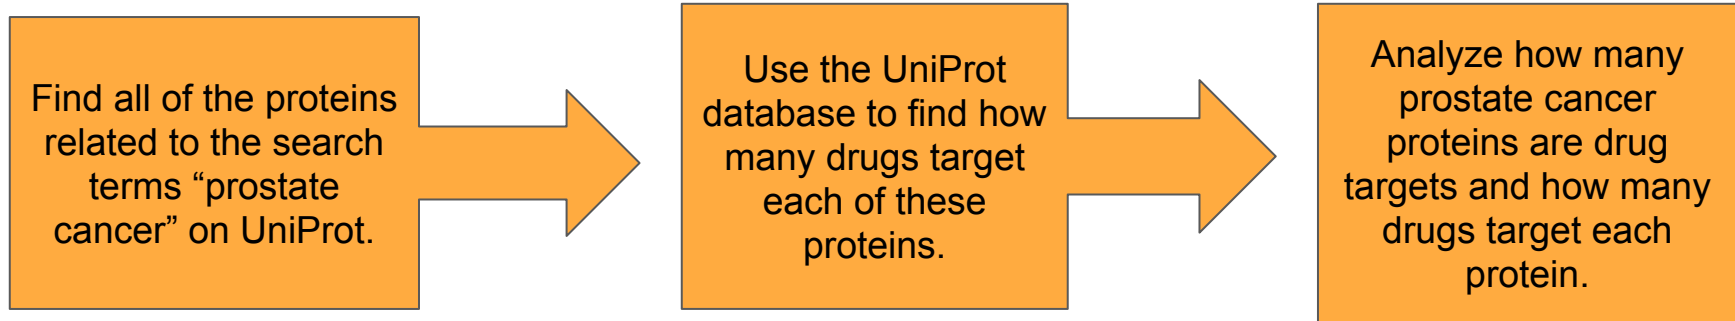 Find all of the proteins
related to the search
terms “prostate
cancer” on UniProt.
Use the UniProt
database to find how
many drugs target
each of these
proteins.
Analyze how many
prostate cancer
proteins are drug
targets and how many
drugs target each
protein.